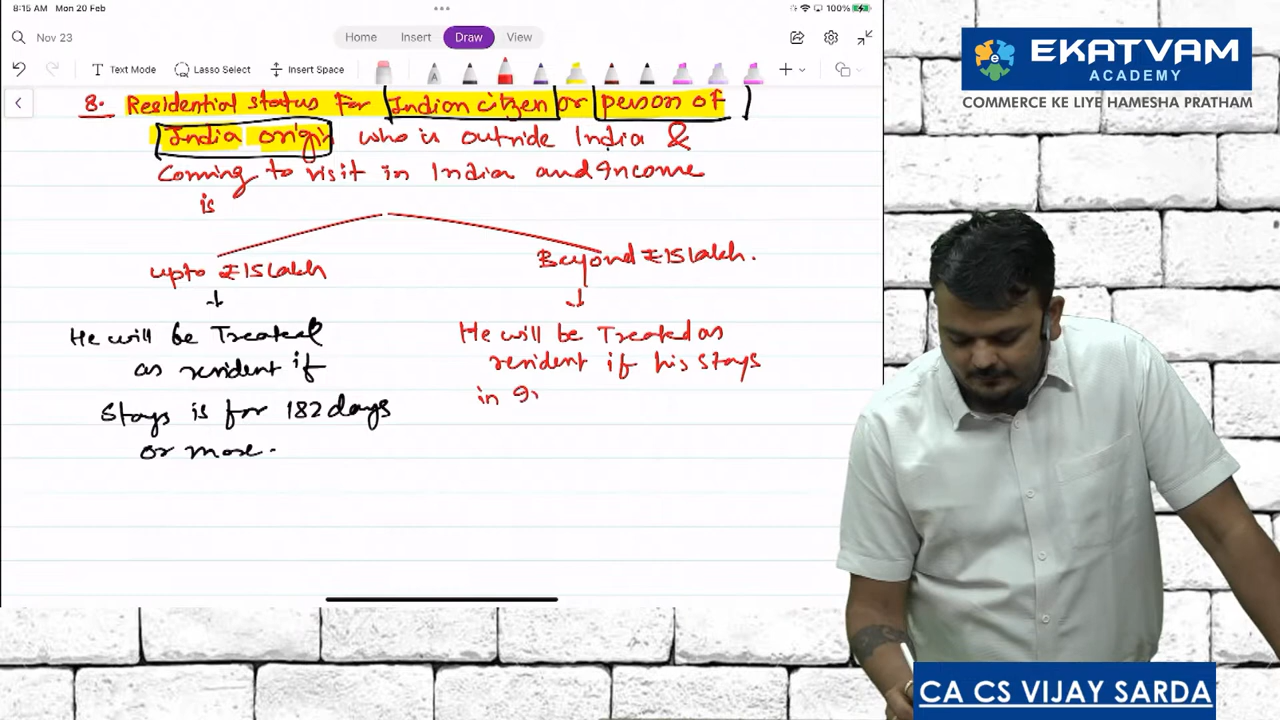 8:15 AM Mon 20 Feb
100%
Nov 23
Home Insert Draw View
Text Mode Lasso Select Insert Space
8. Residential status For Indian citizen or person of
India origin who is outside India &
Coming to visit in India and Income
is
upto ₹15 lakh
Beyond ₹15 lakh.
He will be Treated
as resident if
Stays is for 182 days
or more.
He will be Treated as
resident if his stays
in
EKATVAM
ACADEMY
COMMERCE KE LIYE HAMESHA PRATHAM
CA CS VIJAY SARDA